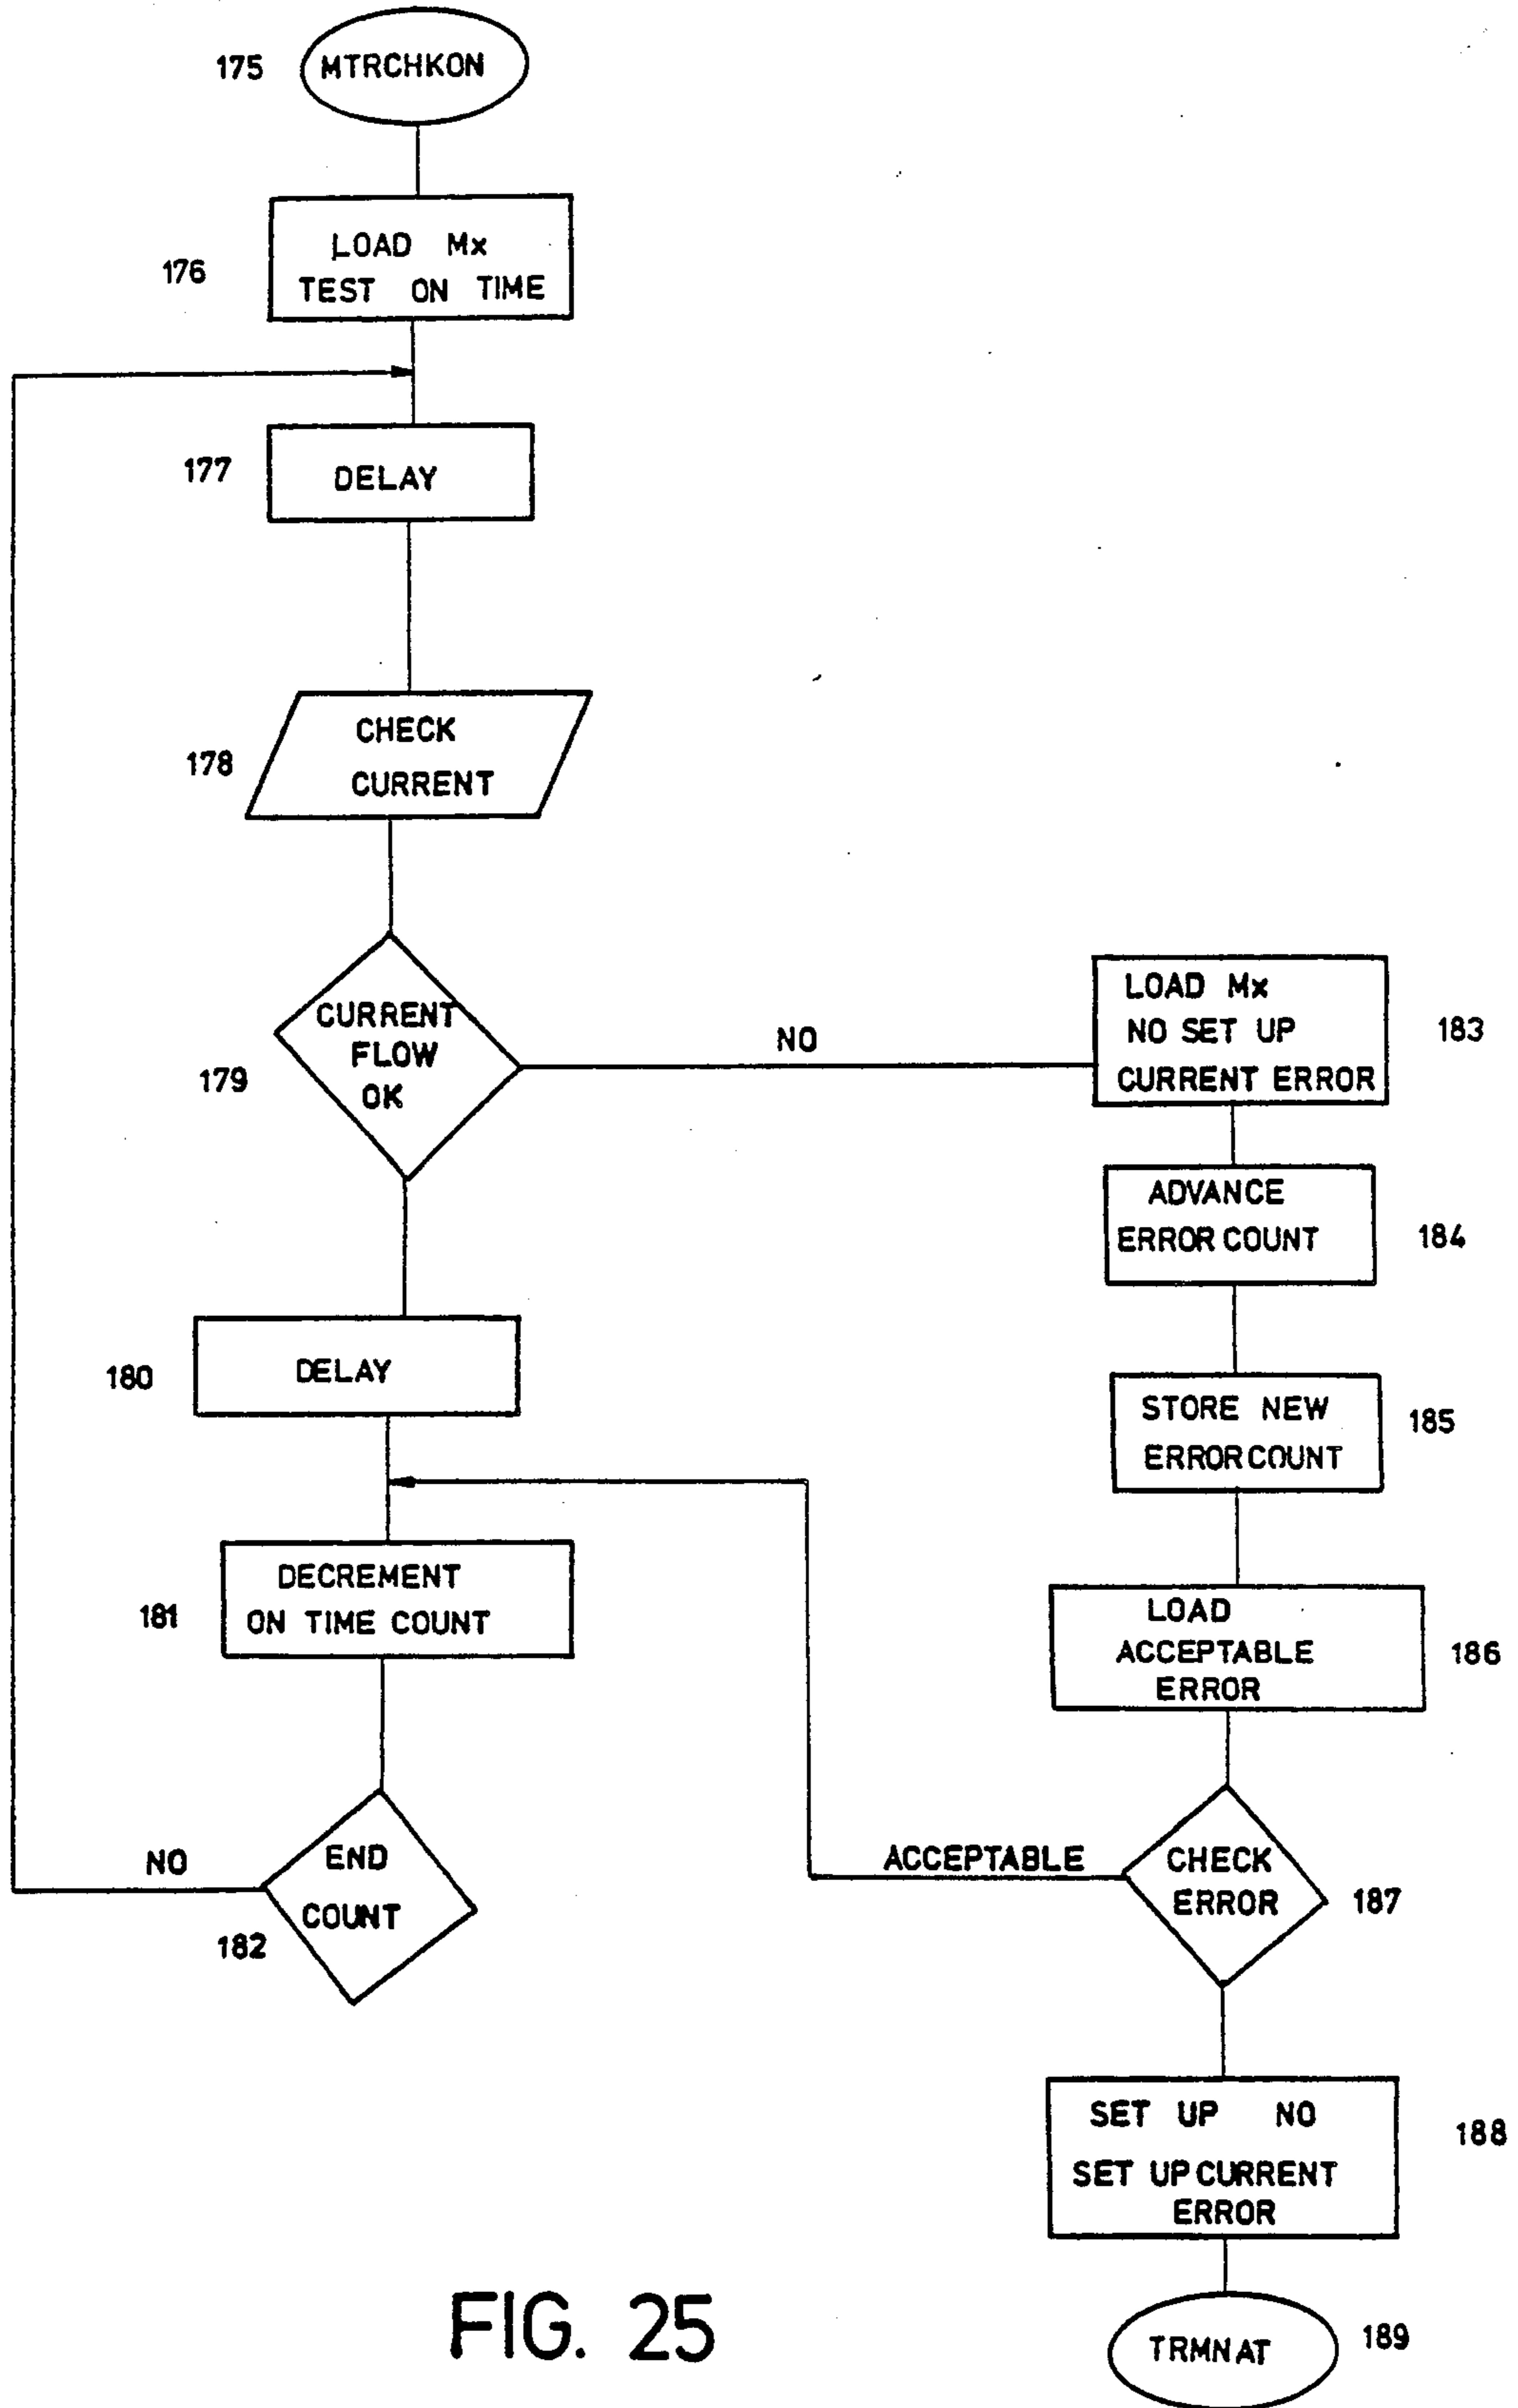 175
MTRCHKON
176
LOAD Mx
TEST ON TIME
177
DELAY
178
CHECK
CURRENT
179
CURRENT
FLOW
OK
NO
LOAD Mx
NO SET UP
CURRENT ERROR
183
ADVANCE
ERROR COUNT
184
180
DELAY
STORE NEW
ERROR COUNT
185
181
DECREMENT
ON TIME COUNT
LOAD
ACCEPTABLE
ERROR
186
NO
END
COUNT
182
ACCEPTABLE
CHECK
ERROR
187
SET UP NO
SET UP CURRENT
ERROR
188
TRMNAT
189
FIG. 25